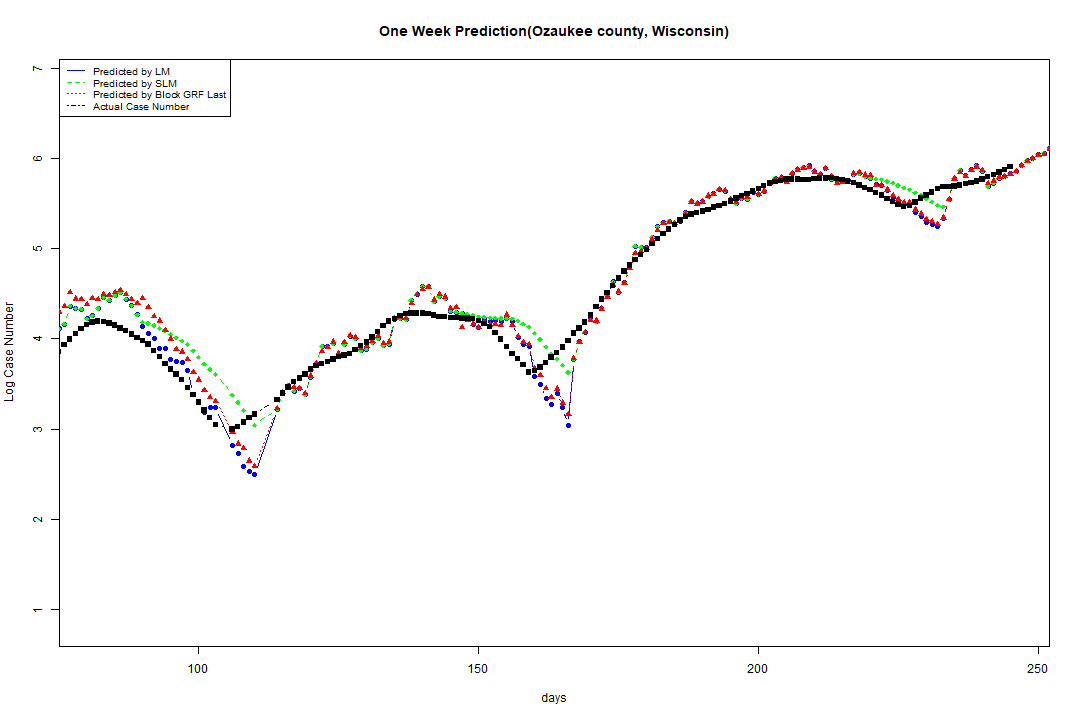 One Week Prediction(Ozaukee county, Wisconsin)
Predicted by LM
Predicted by SLM
Predicted by Block GRF Last
Actual Case Number
7
6
5
4
3
2
1
Log Case Number
100
150
200
250
days